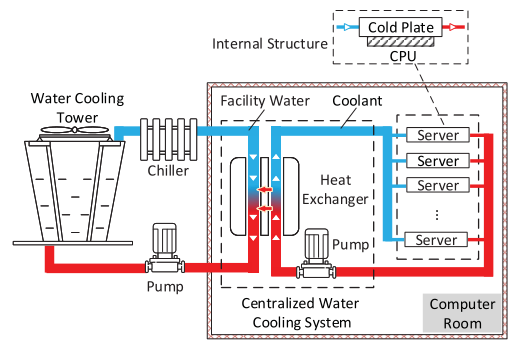 Internal Structure
Cold Plate
CPU
Water Cooling
Tower
Chiller
Facility Water
Coolant
Server
Server
Server
...
Server
Heat
Exchanger
Pump
Pump
Centralized Water
Cooling System
Computer
Room